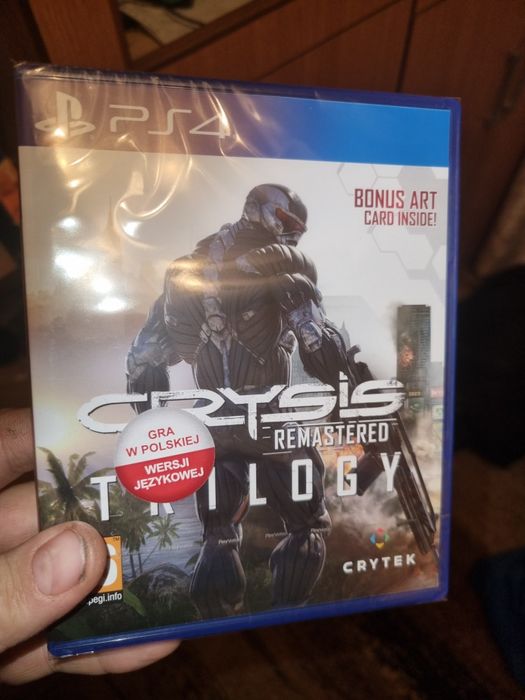 PS4
BONUS ART
CARD INSIDE!
CRYSIS
REMASTERED
TRILOGY
GRA
W POLSKIEJ
WERSJI
JĘZYKOWEJ
CRYTEK
pegi.info